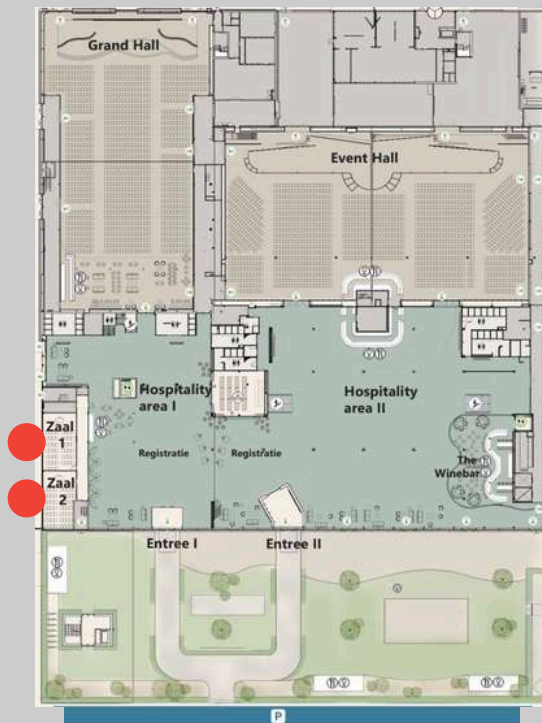 Grand Hall
Event Hall
Hospitality
area I
Hospitality
area II
Zaal
1
Registratie
Registratie
The
Winebar
Zaal
2
Entree I
Entree II
P